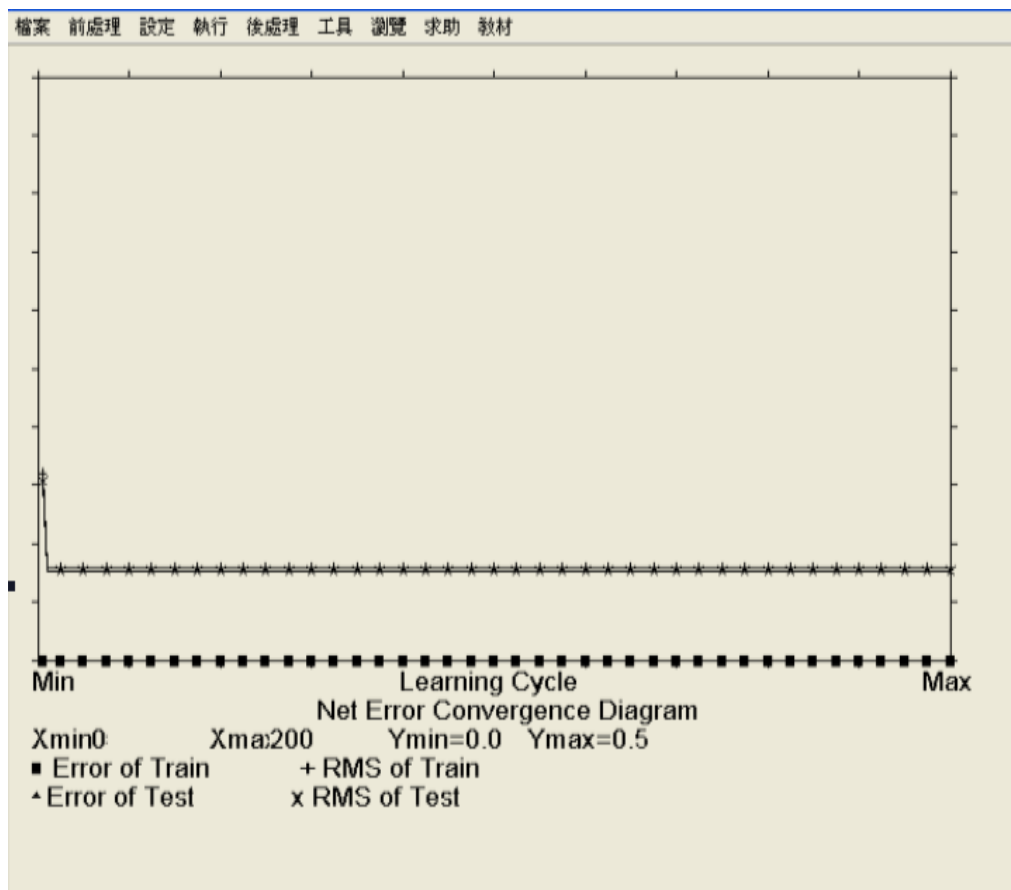 檔案 前處理 設定 執行 後處理 工具 瀏覽 求助 教材
Min Learning Cycle Max
Net Error Convergence Diagram
Xmin0 Xma200 Ymin=0.0 Ymax=0.5
Error of Train + RMS of Train
Error of Test x RMS of Test